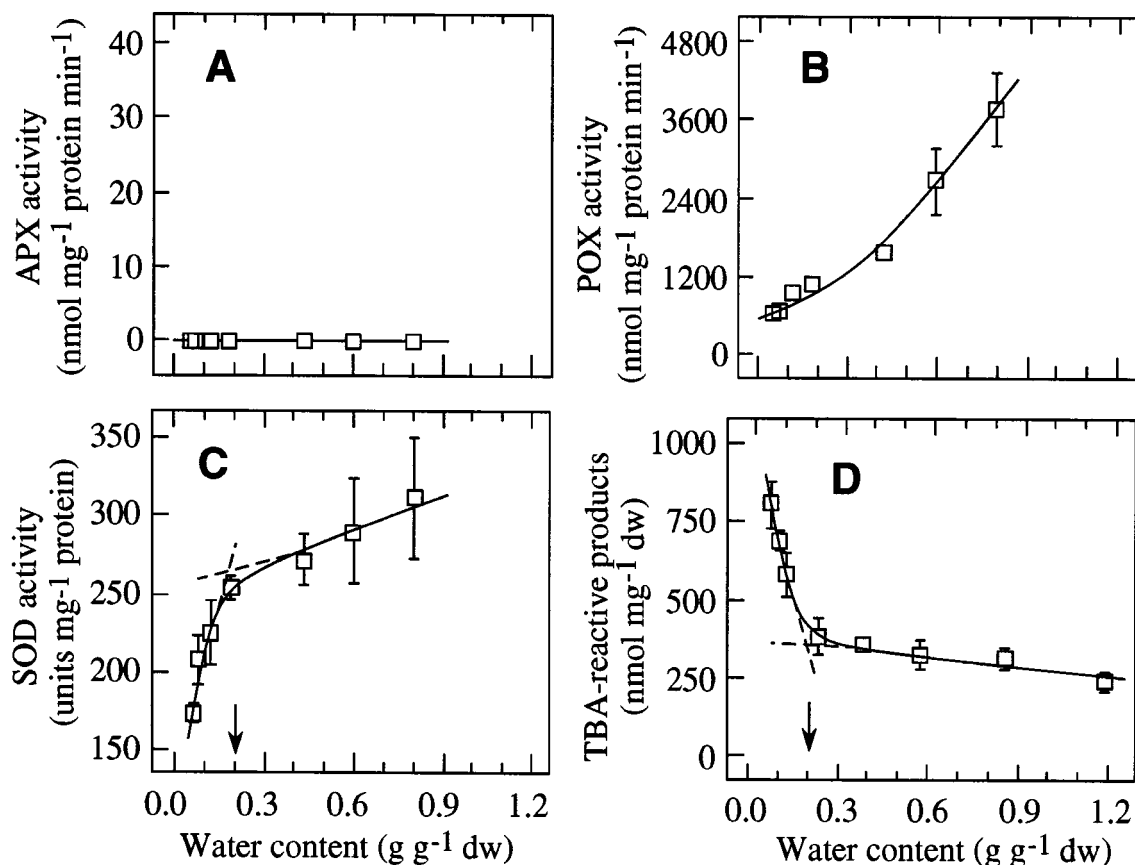 A
APX activity
(nmol mg-1 protein min-1)
40
30
20
10
0
B
POX activity
(nmol mg-1 protein min-1)
4800
3600
2400
1200
0
C
SOD activity
(units mg-1 protein)
350
300
250
200
150
0.0 0.3 0.6 0.9 1.2
Water content (g g-1 dw)
D
TBA-reactive products
(nmol mg-1 dw)
1000
750
500
250
0
0.0 0.3 0.6 0.9 1.2
Water content (g g-1 dw)